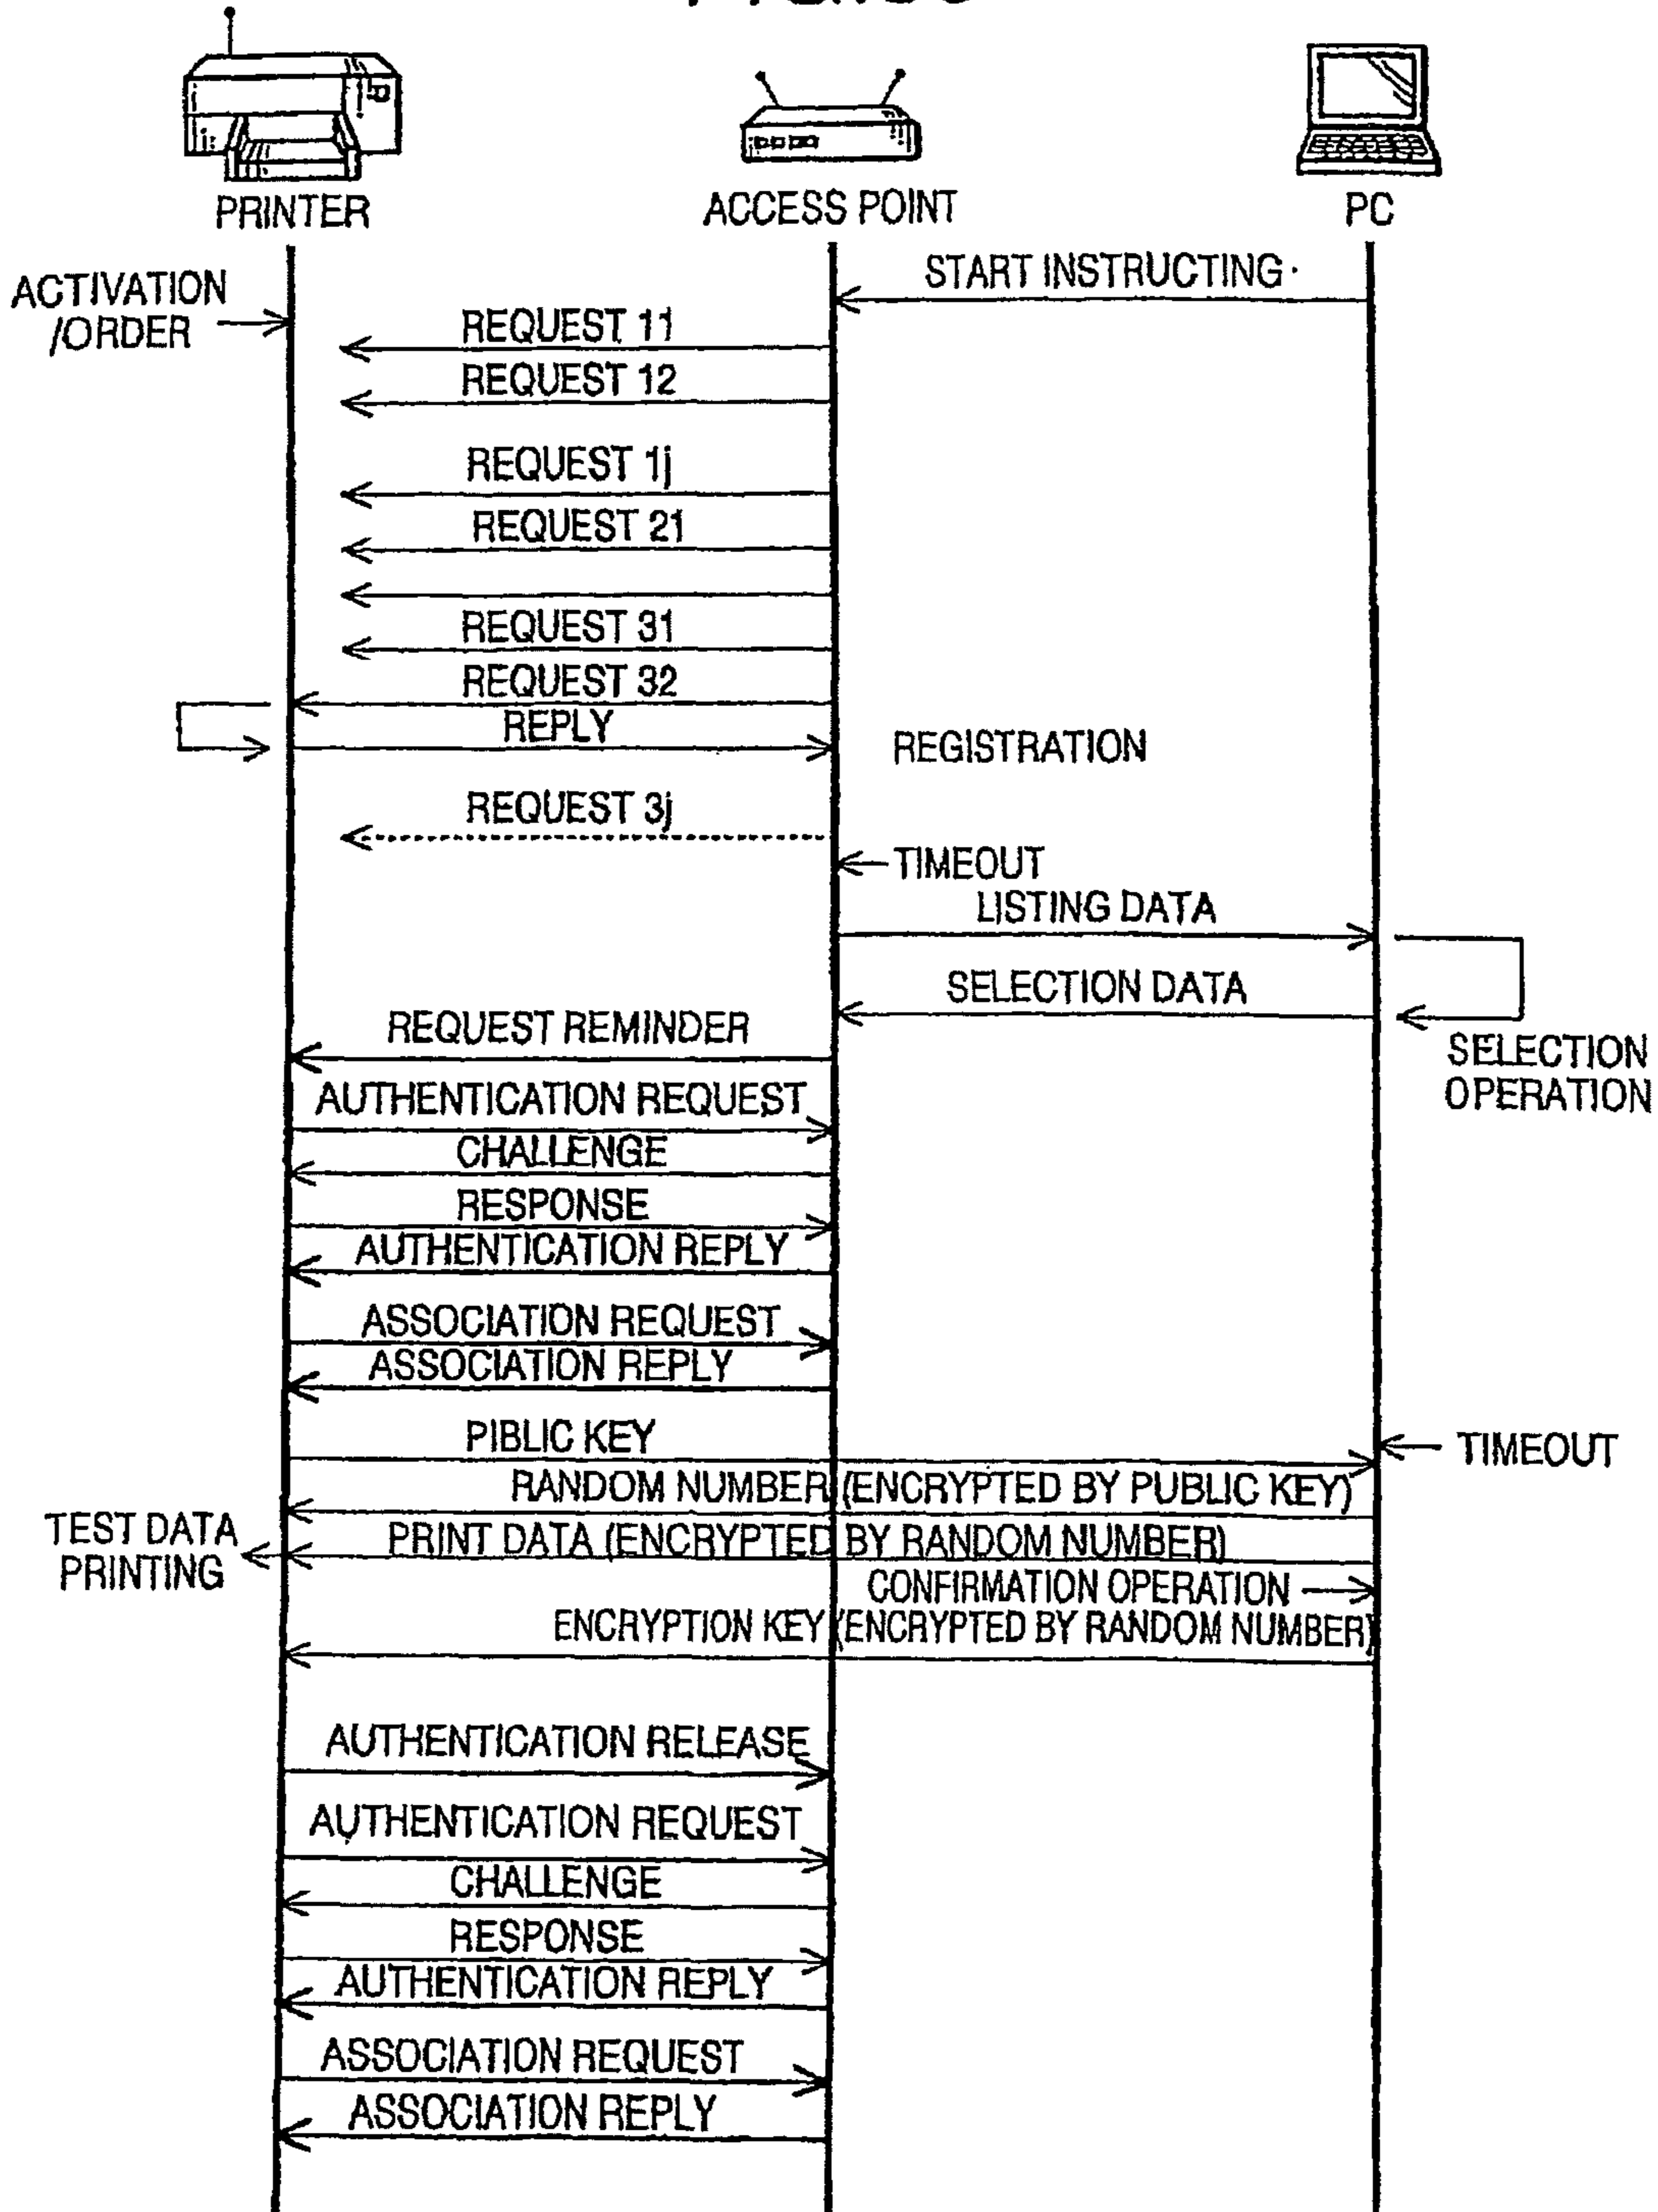 PRINTER
ACCESS POINT
PC
START INSTRUCTING
ACTIVATION
/ORDER
REQUEST 11
REQUEST 12
REQUEST 1j
REQUEST 21
REQUEST 31
REQUEST 32
REPLY
REGISTRATION
REQUEST 3j
TIMEOUT
LISTING DATA
SELECTION DATA
REQUEST REMINDER
SELECTION
OPERATION
AUTHENTICATION REQUEST
CHALLENGE
RESPONSE
AUTHENTICATION REPLY
ASSOCIATION REQUEST
ASSOCIATION REPLY
PIBLIC KEY
TIMEOUT
RANDOM NUMBER (ENCRYPTED BY PUBLIC KEY)
TEST DATA
PRINTING
PRINT DATA (ENCRYPTED BY RANDOM NUMBER)
CONFIRMATION OPERATION
ENCRYPTION KEY (ENCRYPTED BY RANDOM NUMBER)
AUTHENTICATION RELEASE
AUTHENTICATION REQUEST
CHALLENGE
RESPONSE
AUTHENTICATION REPLY
ASSOCIATION REQUEST
ASSOCIATION REPLY